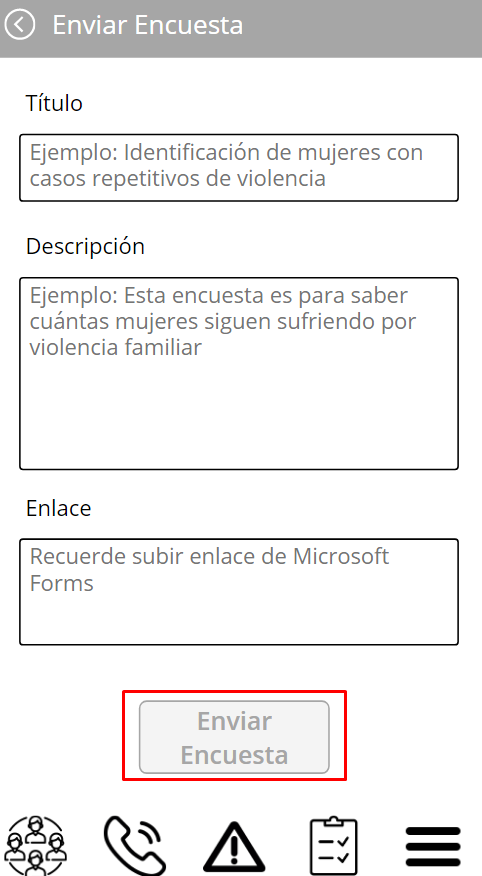 Enviar Encuesta
Título
Ejemplo: Identificación de mujeres con
casos repetitivos de violencia
Descripción
Ejemplo: Esta encuesta es para saber
cuántas mujeres siguen sufriendo por
violencia familiar
Enlace
Recuerde subir enlace de Microsoft
Forms
Enviar
Encuesta